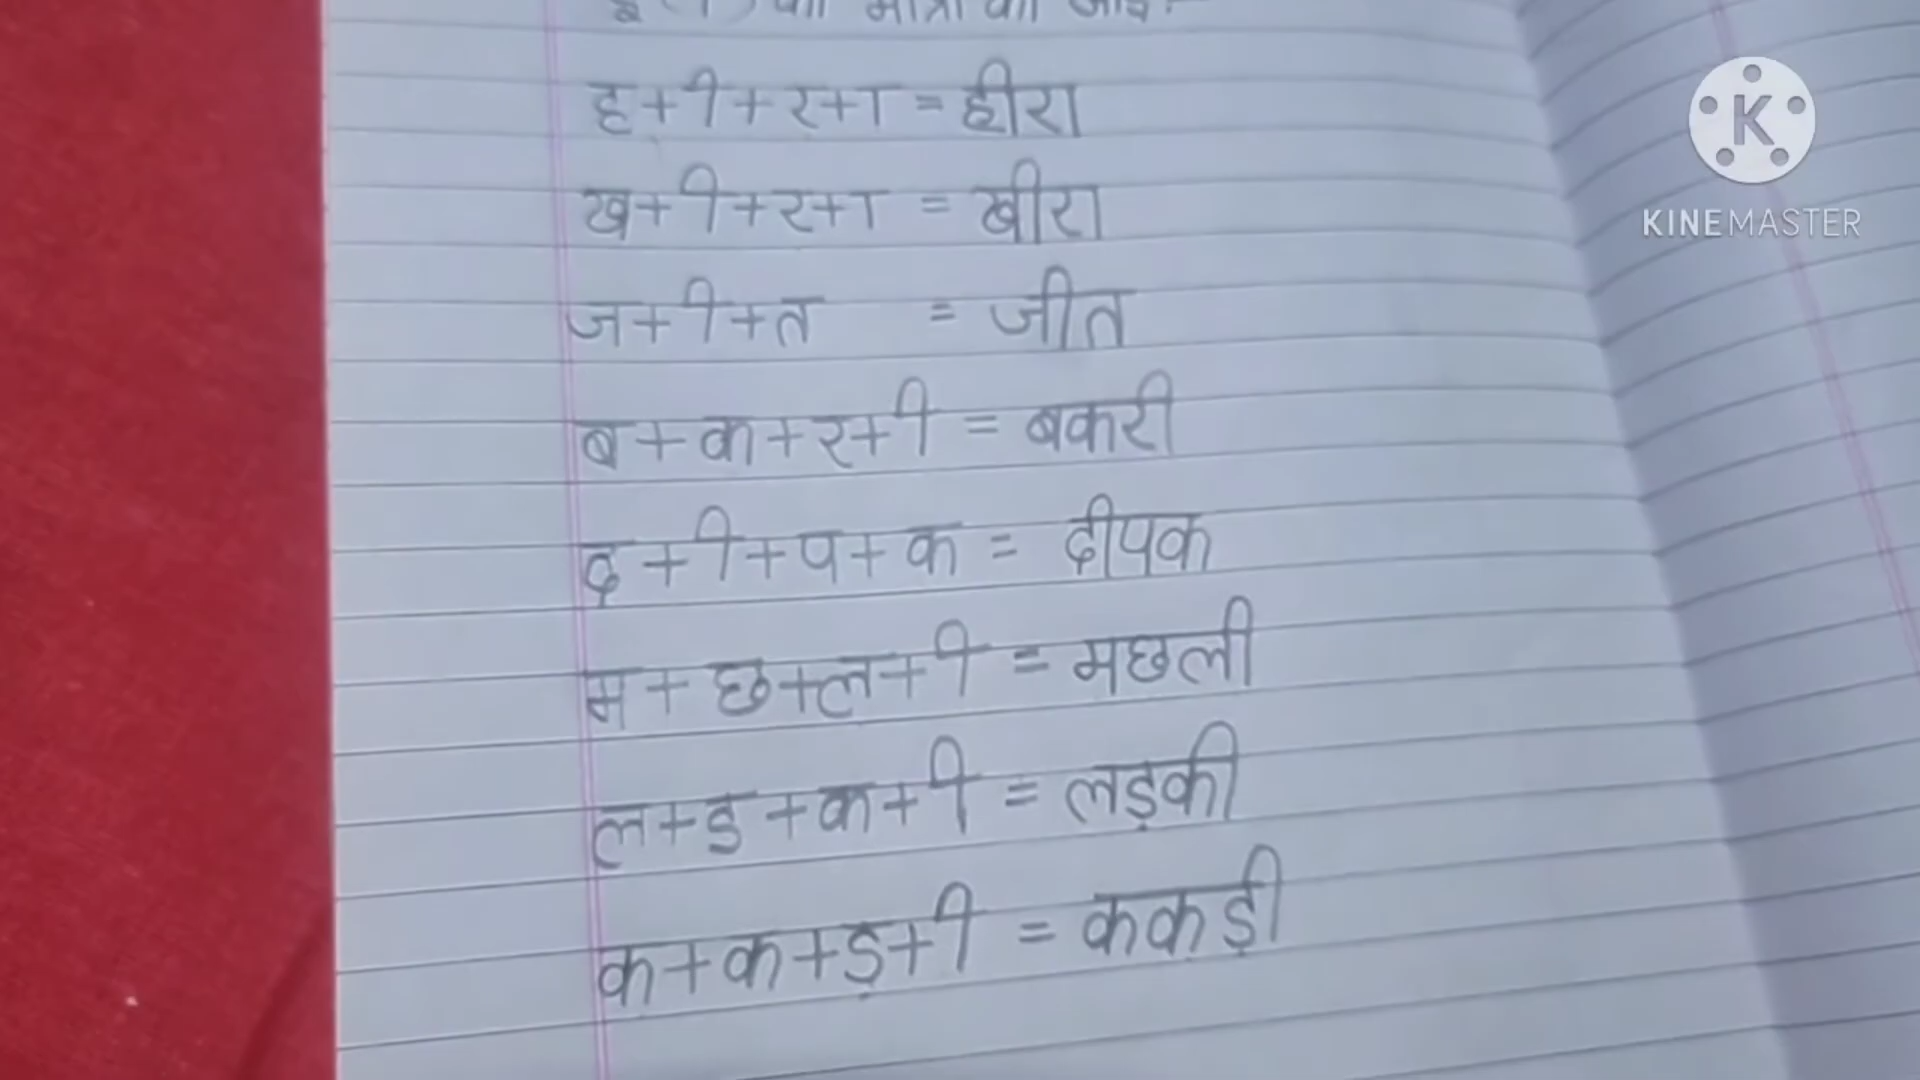 ई (ी) की मात्रा की जोड़:-
ह+ी+र+ा = हीरा
ख+ी+र+ा = खीरा
ज+ी+त = जीत
ब+क+र+ी = बकरी
द+ी+प+क = दीपक
म+छ+ल+ी = मछली
ल+ड+क+ी = लड़की
क+क+ड़+ी = ककड़ी
K
KINEMASTER